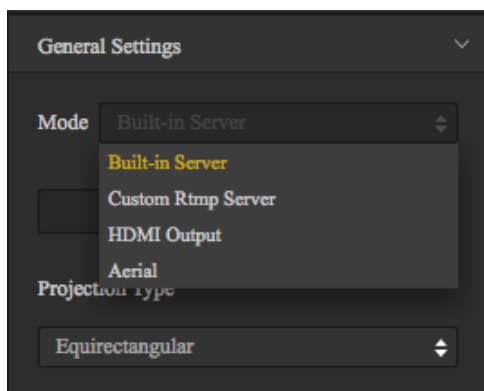 General Settings
Mode Built-in Server
Built-in Server
Custom Rtmp Server
HDMI Output
Aerial
Projection Type
Equirectangular